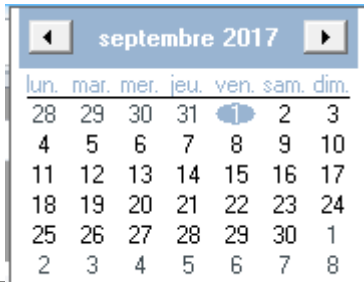 septembre 2017
lun. mar. mer. jeu. ven. sam. dim.
28 29 30 31 1 2 3
4 5 6 7 8 9 10
11 12 13 14 15 16 17
18 19 20 21 22 23 24
25 26 27 28 29 30 1
2 3 4 5 6 7 8